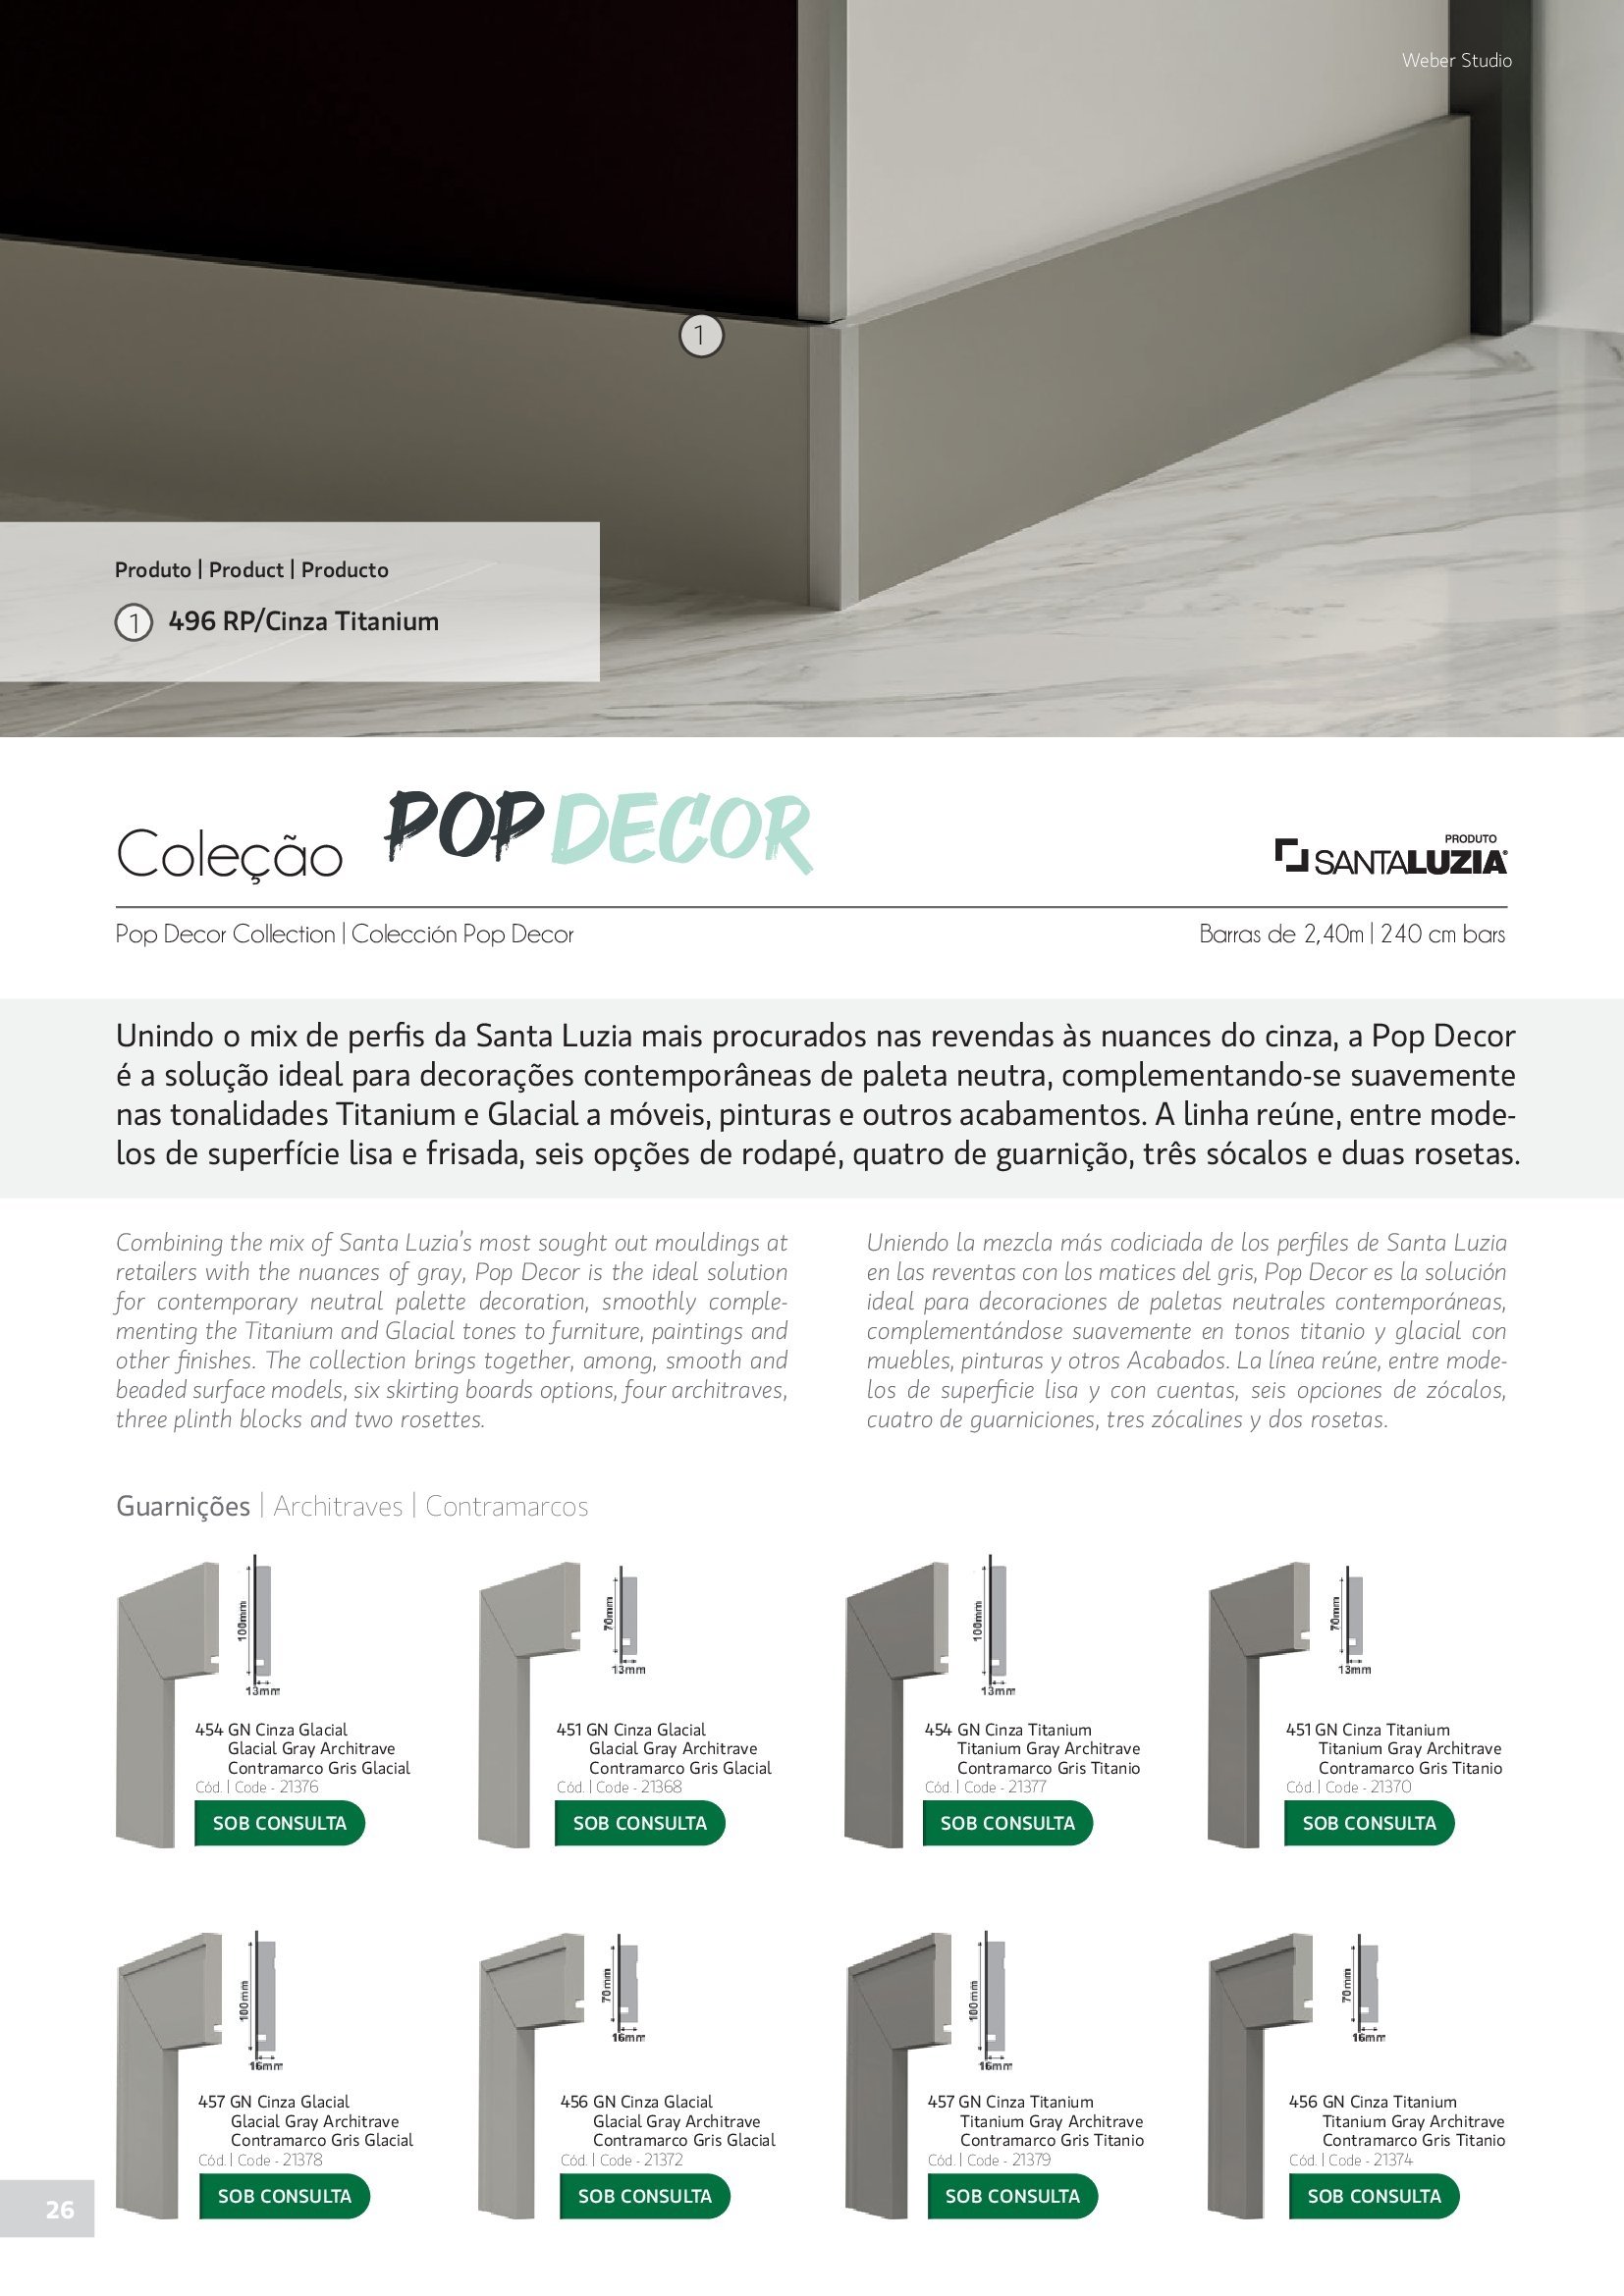 Weber Studio
1
Produto | Product | Producto
1 496 RP/Cinza Titanium
Coleção POP DECOR
PRODUTO
SANTALUZIA®
Pop Decor Collection | Colección Pop Decor
Barras de 2,40m | 240 cm bars
Unindo o mix de perfis da Santa Luzia mais procurados nas revendas às nuances do cinza, a Pop Decor
é a solução ideal para decorações contemporâneas de paleta neutra, complementando-se suavemente
nas tonalidades Titanium e Glacial a móveis, pinturas e outros acabamentos. A linha reúne, entre mode-
los de superfície lisa e frisada, seis opções de rodapé, quatro de guarnição, três sócalos e duas rosetas.
Combining the mix of Santa Luzia's most sought out mouldings at
retailers with the nuances of gray, Pop Decor is the ideal solution
for contemporary neutral palette decoration, smoothly comple-
menting the Titanium and Glacial tones to furniture, paintings and
other finishes. The collection brings together, among, smooth and
beaded surface models, six skirting boards options, four architraves,
three plinth blocks and two rosettes.
Uniendo la mezcla más codiciada de los perfiles de Santa Luzia
en las reventas con los matices del gris, Pop Decor es la solución
ideal para decoraciones de paletas neutrales contemporáneas,
complementándose suavemente en tonos titanio y glacial con
muebles, pinturas y otros Acabados. La línea reúne, entre mode-
los de superficie lisa y con cuentas, seis opciones de zócalos,
cuatro de guarniciones, tres zócalines y dos rosetas.
Guarnições | Architraves | Contramarcos
100mm
13mm
454 GN Cinza Glacial
Glacial Gray Architrave
Contramarco Gris Glacial
Cód. | Code - 21376
SOB CONSULTA
70mm
13mm
451 GN Cinza Glacial
Glacial Gray Architrave
Contramarco Gris Glacial
Cód. | Code - 21368
SOB CONSULTA
100mm
13mm
454 GN Cinza Titanium
Titanium Gray Architrave
Contramarco Gris Titanio
Cód. | Code - 21377
SOB CONSULTA
70mm
13mm
451 GN Cinza Titanium
Titanium Gray Architrave
Contramarco Gris Titanio
Cód. | Code - 21370
SOB CONSULTA
100mm
16mm
457 GN Cinza Glacial
Glacial Gray Architrave
Contramarco Gris Glacial
Cód. | Code - 21378
SOB CONSULTA
70mm
16mm
456 GN Cinza Glacial
Glacial Gray Architrave
Contramarco Gris Glacial
Cód. | Code - 21372
SOB CONSULTA
100mm
16mm
457 GN Cinza Titanium
Titanium Gray Architrave
Contramarco Gris Titanio
Cód. | Code - 21379
SOB CONSULTA
70mm
16mm
456 GN Cinza Titanium
Titanium Gray Architrave
Contramarco Gris Titanio
Cód. | Code - 21374
SOB CONSULTA
26